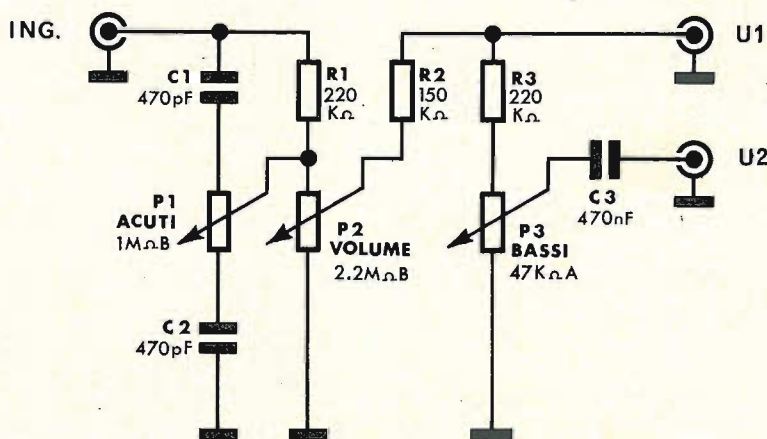 ING.
U1
C1
470pF
R1
220
KΩ
R2
150
KΩ
R3
220
KΩ
U2
P1
ACUTI
1MΩB
P2
VOLUME
2.2MΩB
P3
BASSI
47KΩA
C3
470nF
C2
470pF